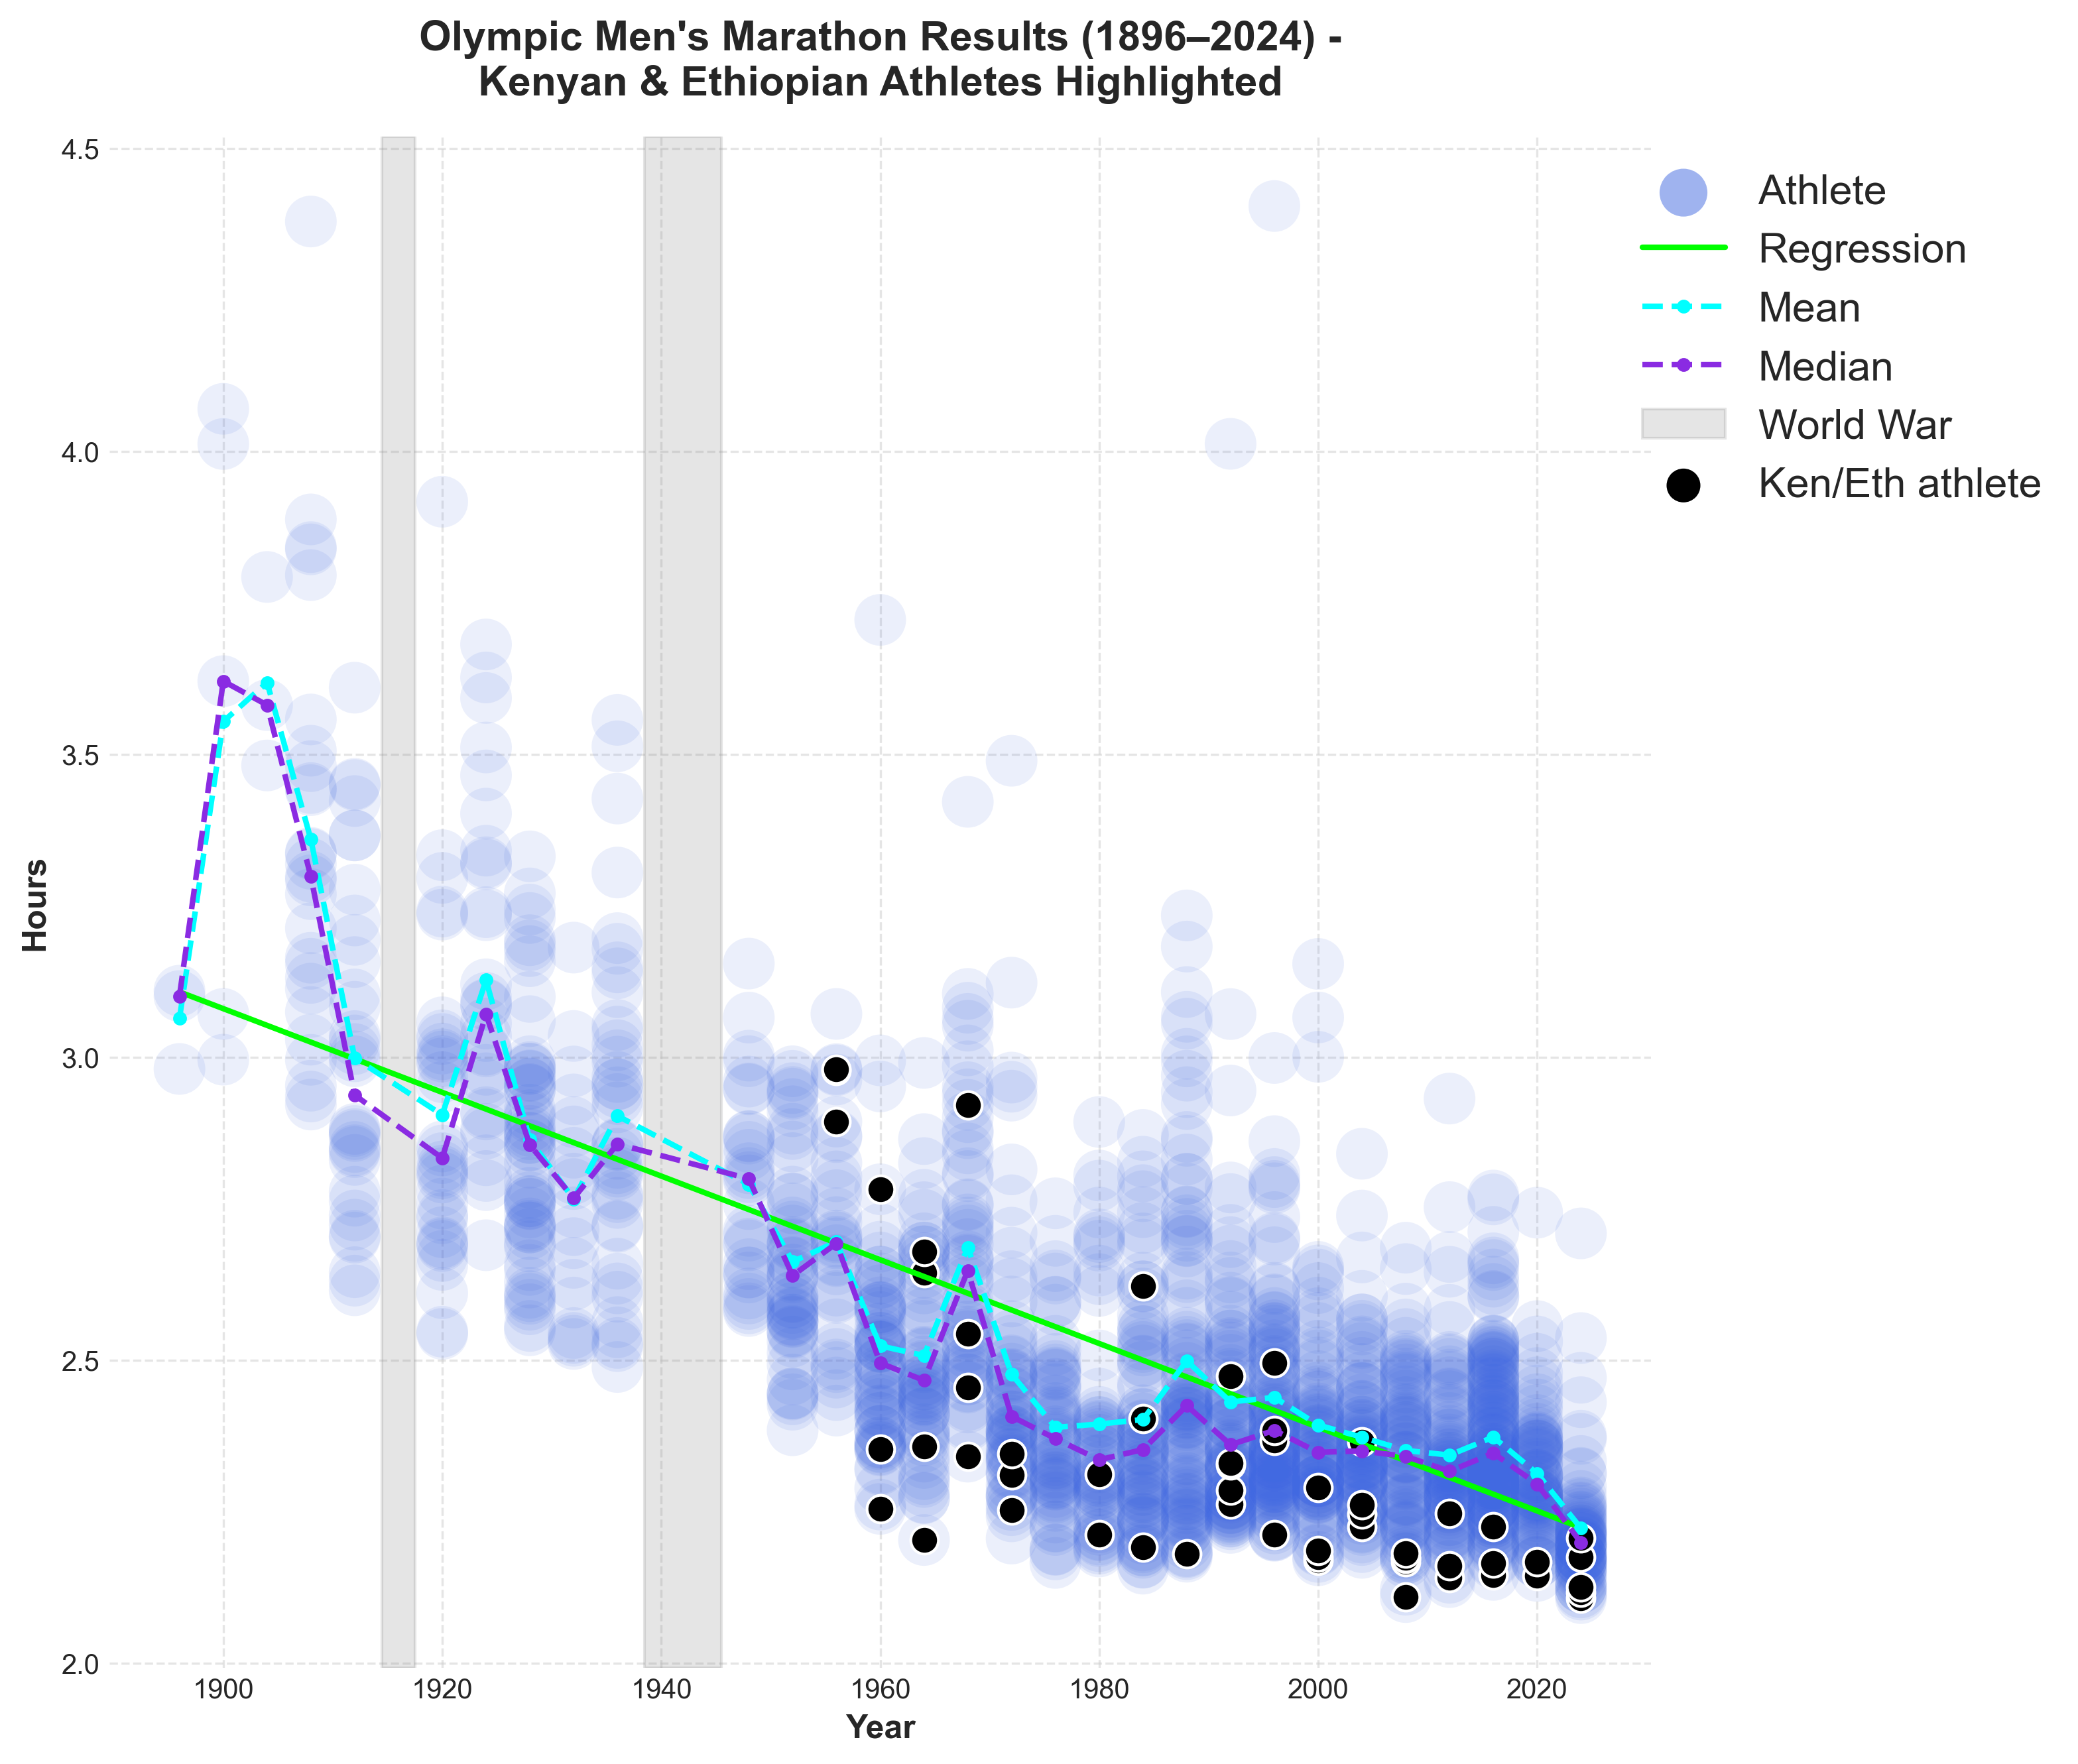 Olympic Men's Marathon Results (1896–2024) -
Kenyan & Ethiopian Athletes Highlighted
Athlete
Regression
Mean
Median
World War
Ken/Eth athlete
Hours
4.5
4.0
3.5
3.0
2.5
2.0
1900 1920 1940 1960 1980 2000 2020
Year